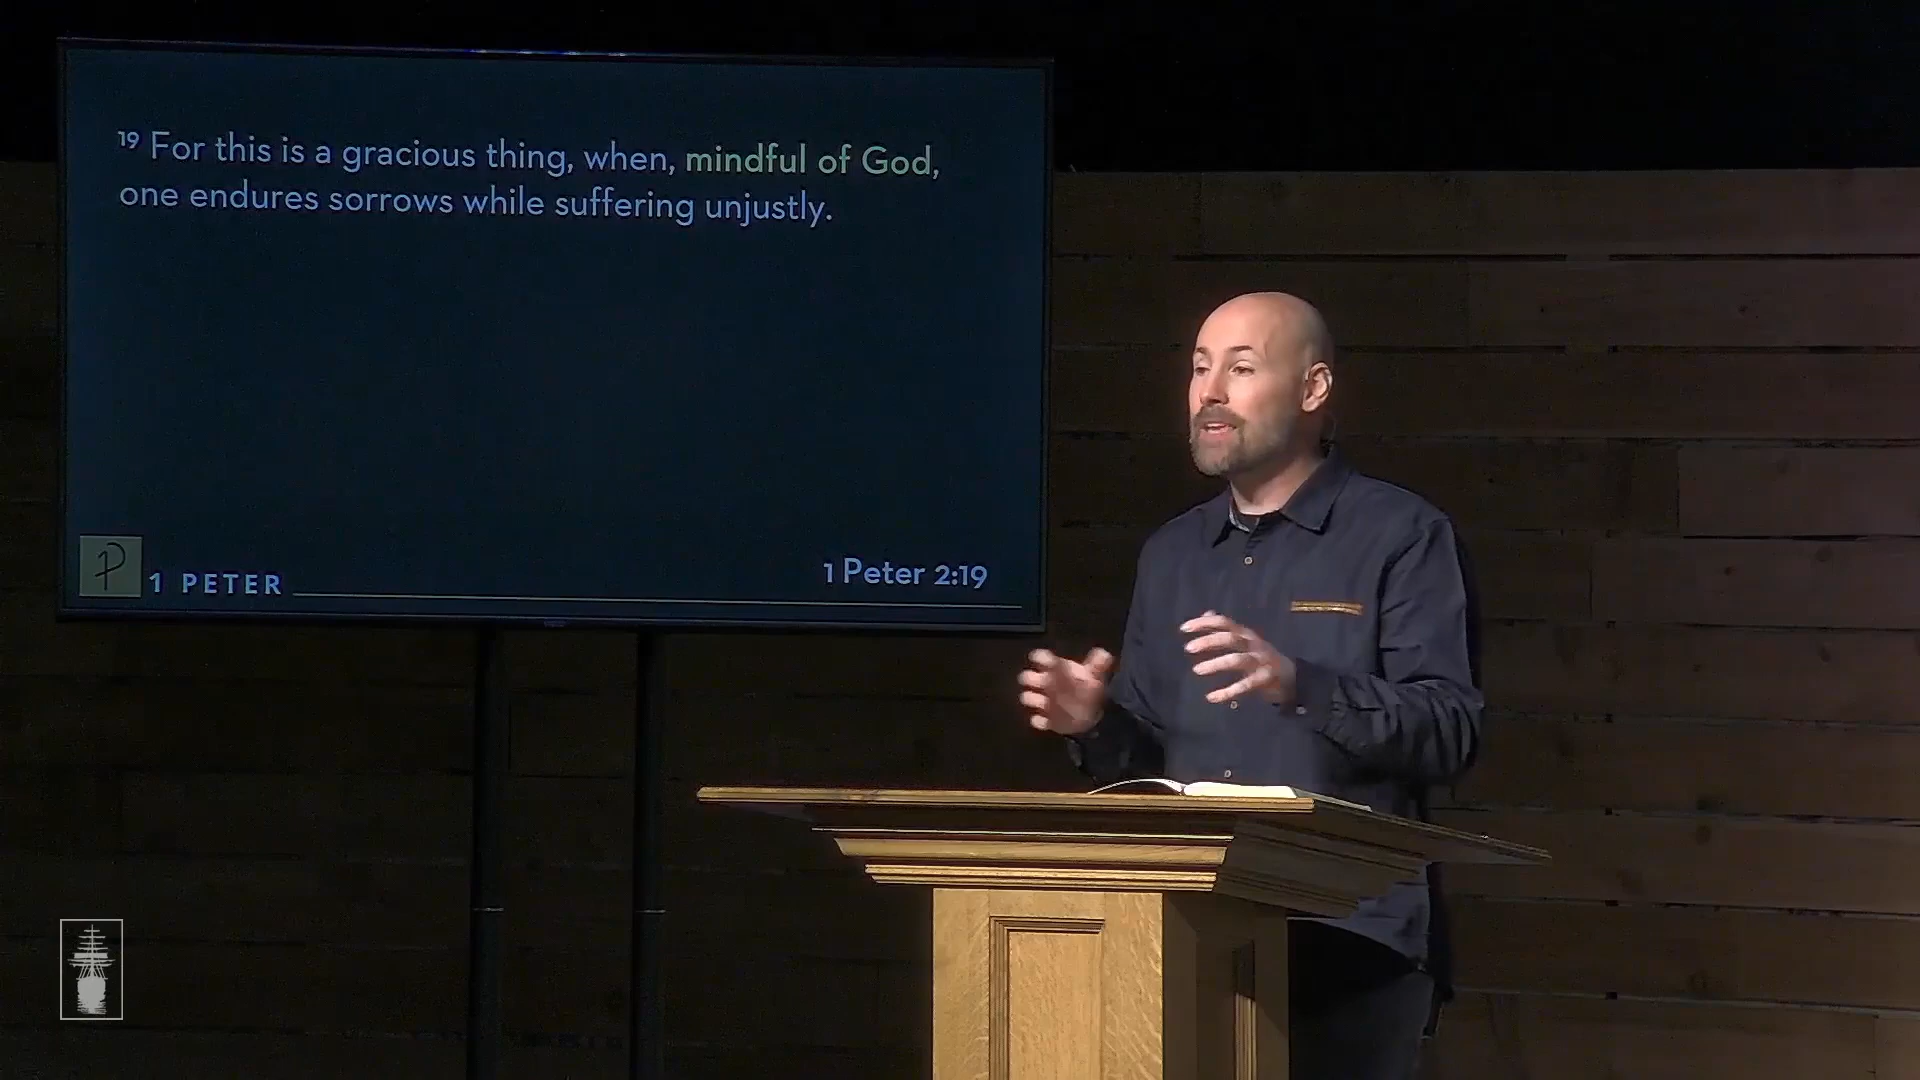 ¹⁹ For this is a gracious thing, when, mindful of God,
one endures sorrows while suffering unjustly.
1 PETER
1 Peter 2:19